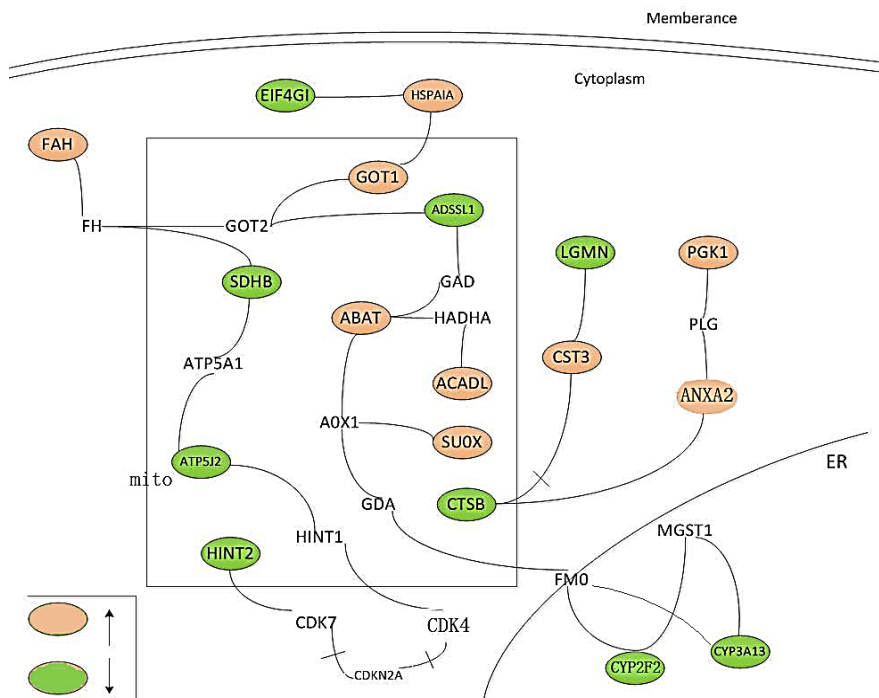 Memberance
Cytoplasm
EIF4GI
HSPAIA
FAH
GOT1
ADSSL1
FH
GOT2
LGMN
PGK1
SDHB
GAD
ABAT
HADHA
PLG
ATP5A1
CST3
ACADL
ANXA2
A0X1
SU0X
ATP5J2
mito
ER
GDA
CTSB
HINT1
MGST1
HINT2
FM0
CDK7
CDK4
CYP3A13
CDKN2A
CYP2F2